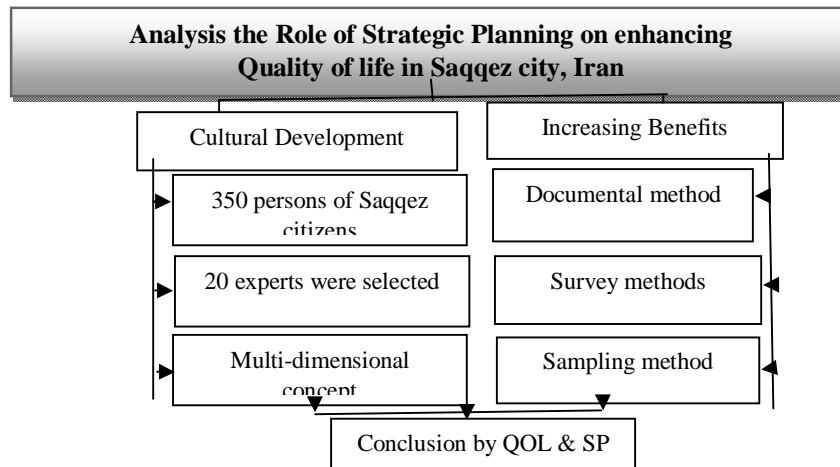 Analysis the Role of Strategic Planning on enhancing
Quality of life in Saqqez city, Iran
Cultural Development
Increasing Benefits
350 persons of Saqqez
citizens
Documental method
20 experts were selected
Survey methods
Multi-dimensional
concept
Sampling method
Conclusion by QOL & SP